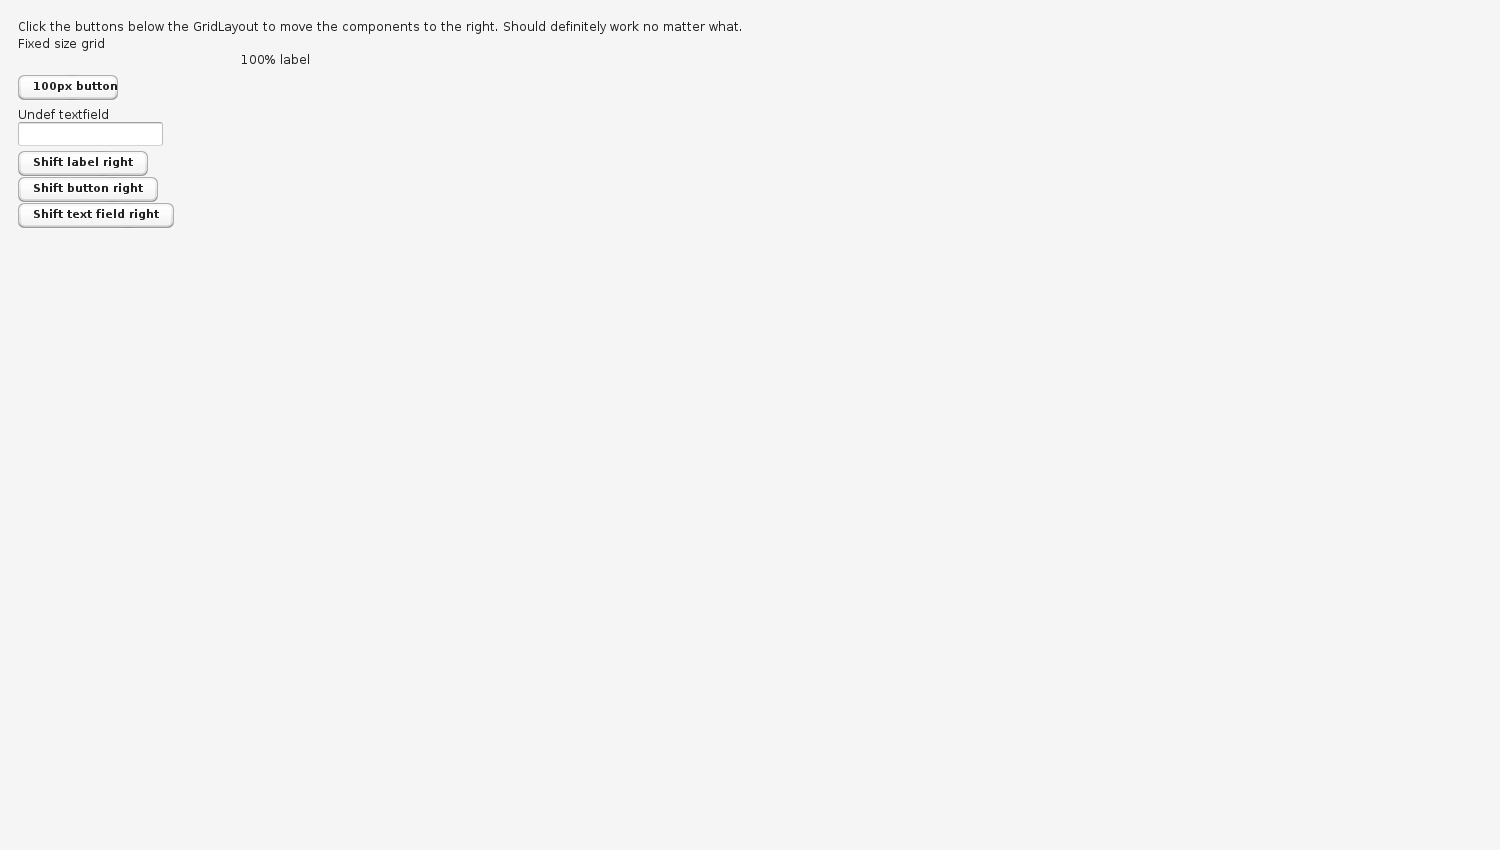 Click the buttons below the GridLayout to move the components to the right. Should definitely work no matter what.
Fixed size grid
100% label
100px button
Undef textfield
Shift label right
Shift button right
Shift text field right